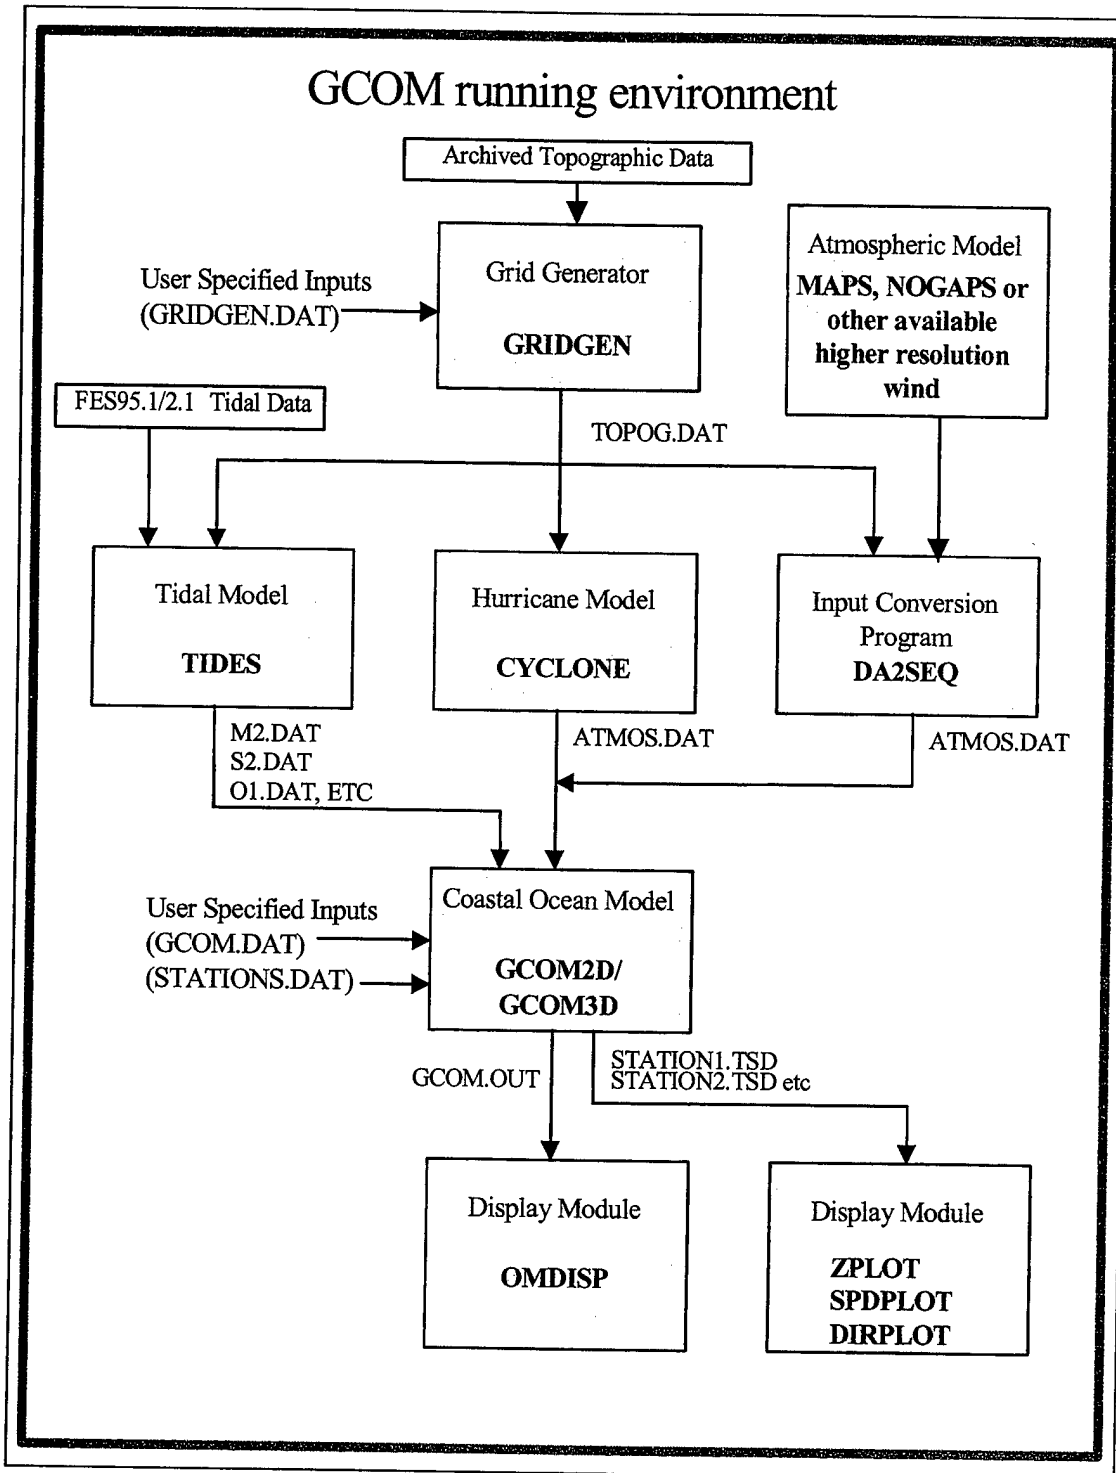 GCOM running environment
Archived Topographic Data
User Specified Inputs
(GRIDGEN.DAT)
Grid Generator
GRIDGEN
Atmospheric Model
MAPS, NOGAPS or
other available
higher resolution
wind
FES95.1/2.1 Tidal Data
TOPOG.DAT
Tidal Model
TIDES
Hurricane Model
CYCLONE
Input Conversion
Program
DA2SEQ
M2.DAT
S2.DAT
O1.DAT, ETC
ATMOS.DAT
ATMOS.DAT
User Specified Inputs
(GCOM.DAT)
(STATIONS.DAT)
Coastal Ocean Model
GCOM2D/
GCOM3D
GCOM.OUT
STATION1.TSD
STATION2.TSD etc
Display Module
OMDISP
Display Module
ZPLOT
SPDPLOT
DIRPLOT